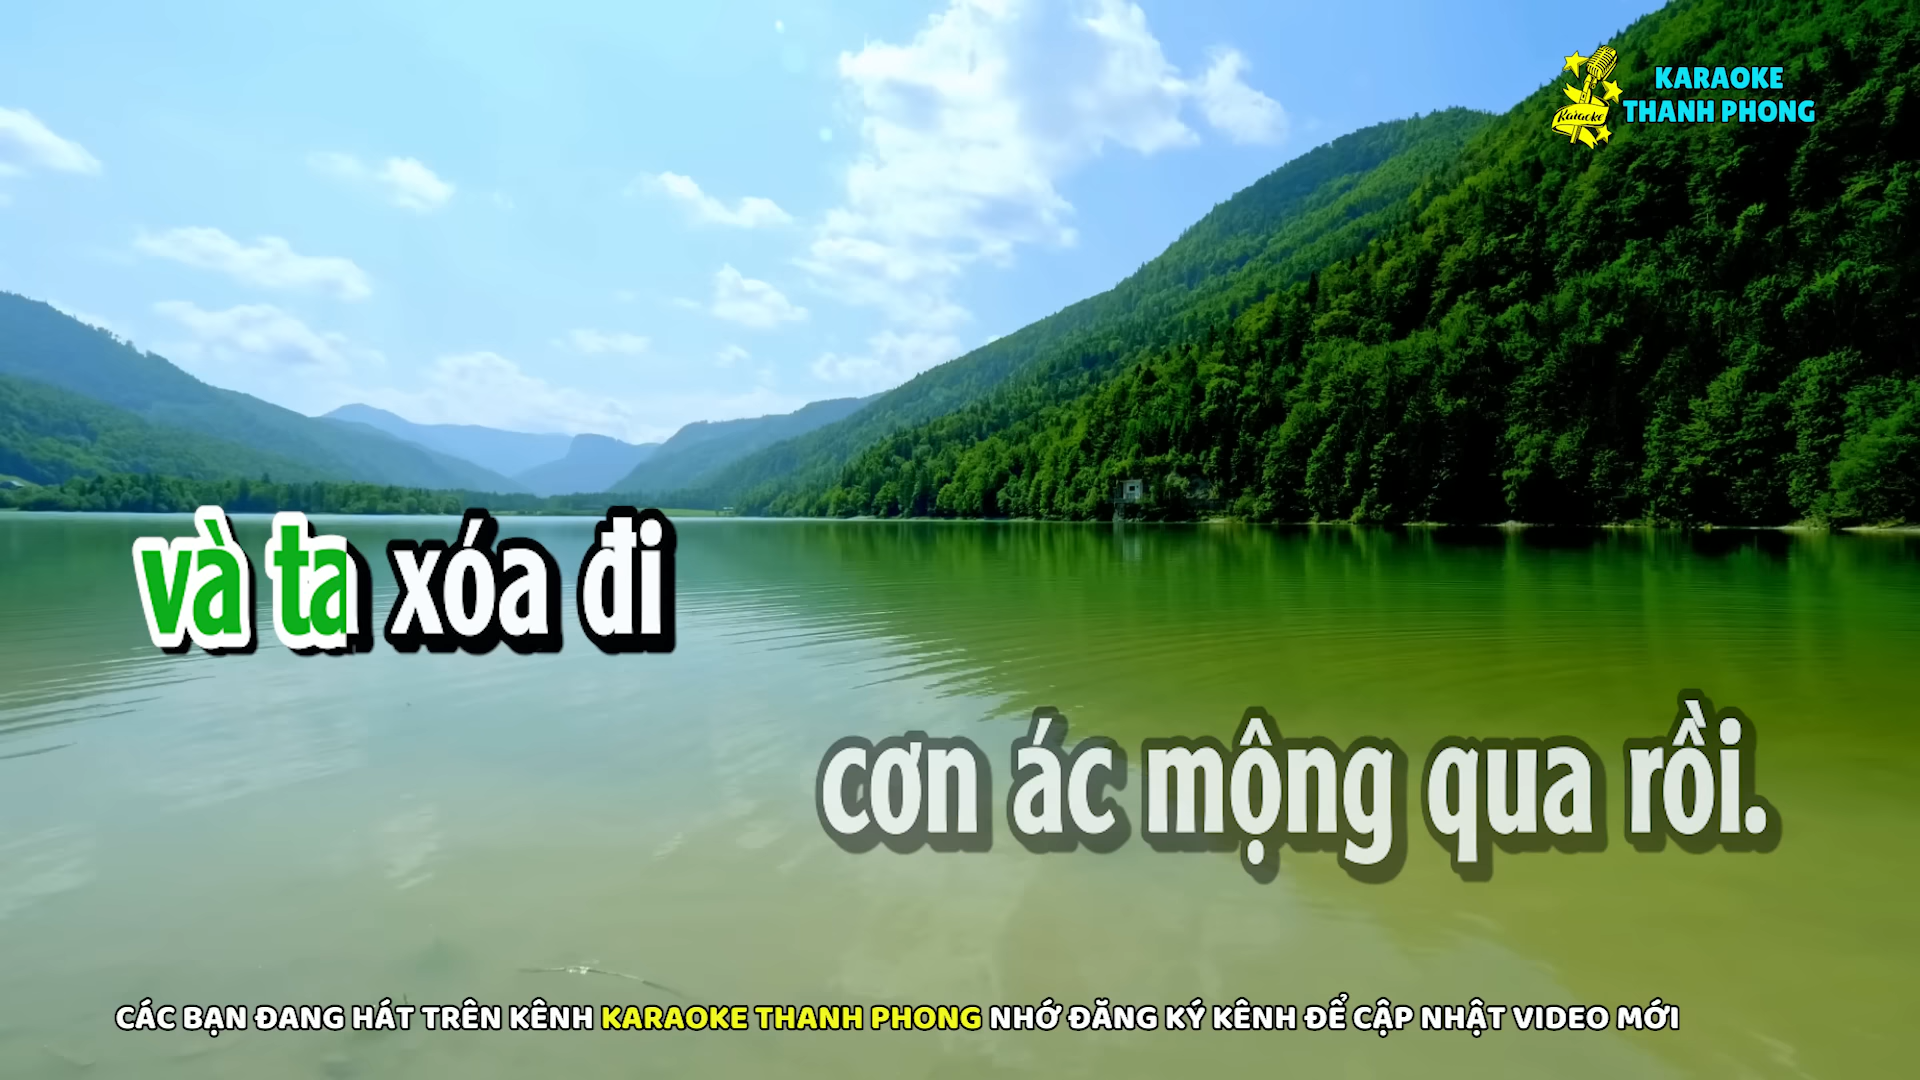 Karaoke
KARAOKE
THANH PHONG
và ta xóa đi
cơn ác mộng qua rồi.
CÁC BẠN ĐANG HÁT TRÊN KÊNH KARAOKE THANH PHONG NHỚ ĐĂNG KÝ KÊNH ĐỂ CẬP NHẬT VIDEO MỚI